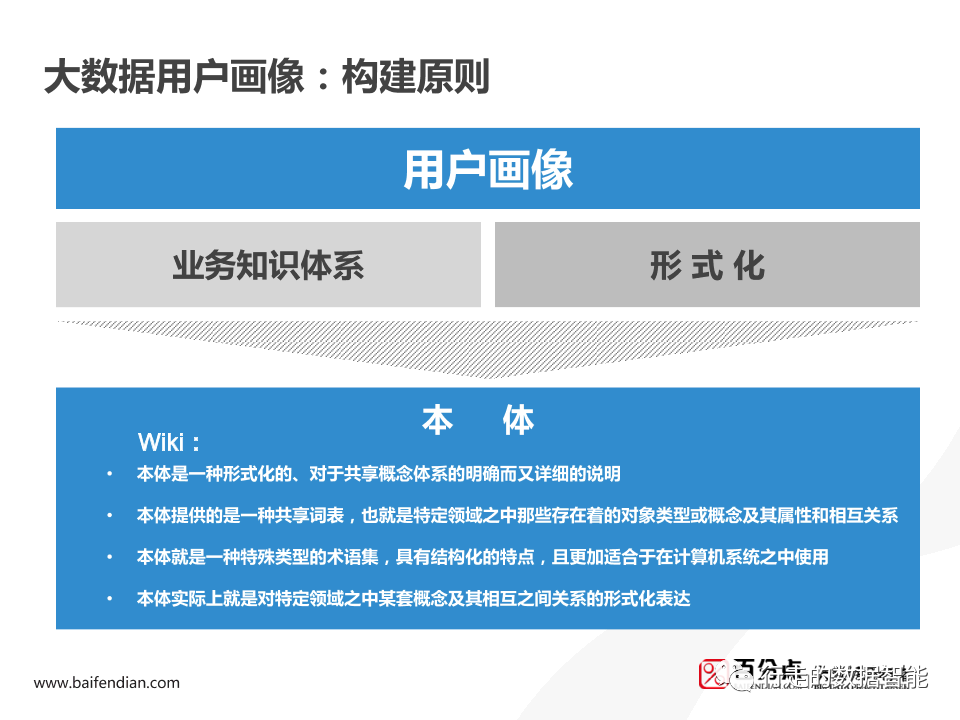 大数据用户画像：构建原则
用户画像
业务知识体系
形 式 化
本 体
Wiki：
• 本体是一种形式化的、对于共享概念体系的明确而又详细的说明
• 本体提供的是一种共享词表，也就是特定领域之中那些存在着的对象类型或概念及其属性和相互关系
• 本体就是一种特殊类型的术语集，具有结构化的特点，且更加适合于在计算机系统之中使用
• 本体实际上就是对特定领域之中某套概念及其相互之间关系的形式化表达
www.baifendian.com
百分点
行走的数据智能